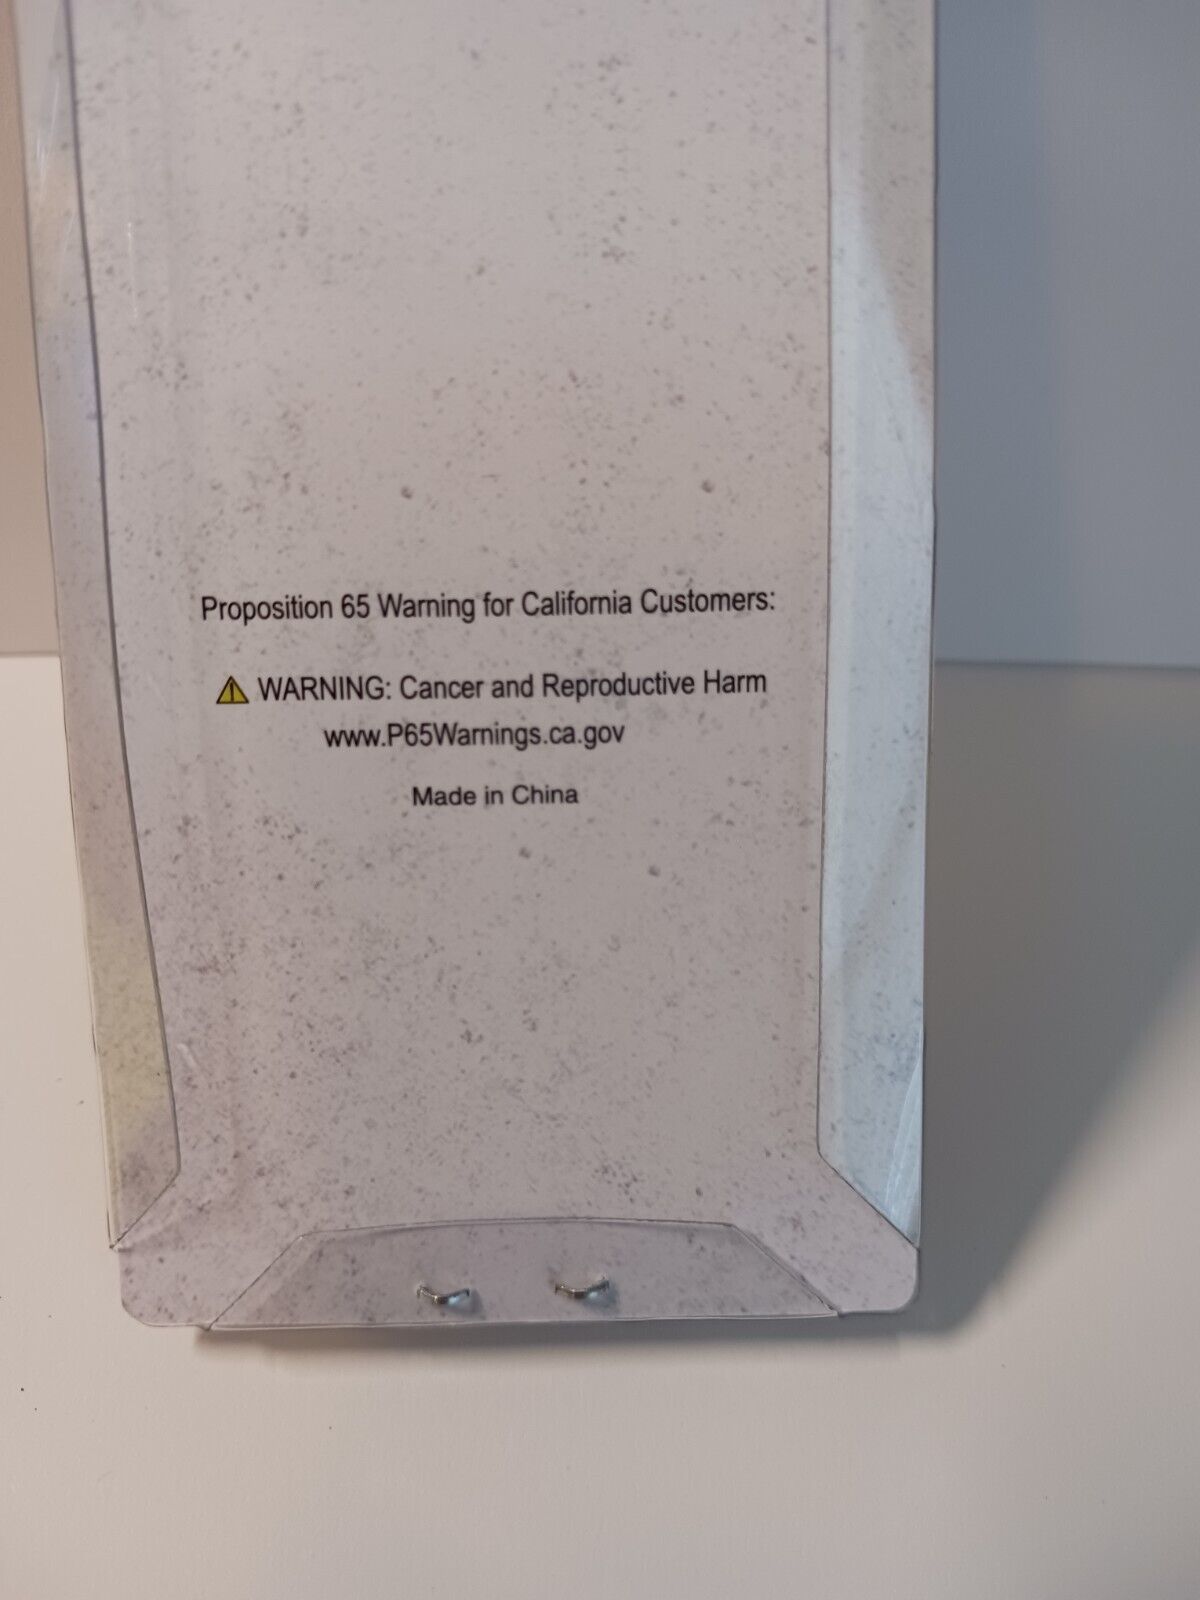 Proposition 65 Warning for California Customers:
WARNING: Cancer and Reproductive Harm
www.P65Warnings.ca.gov
Made in China